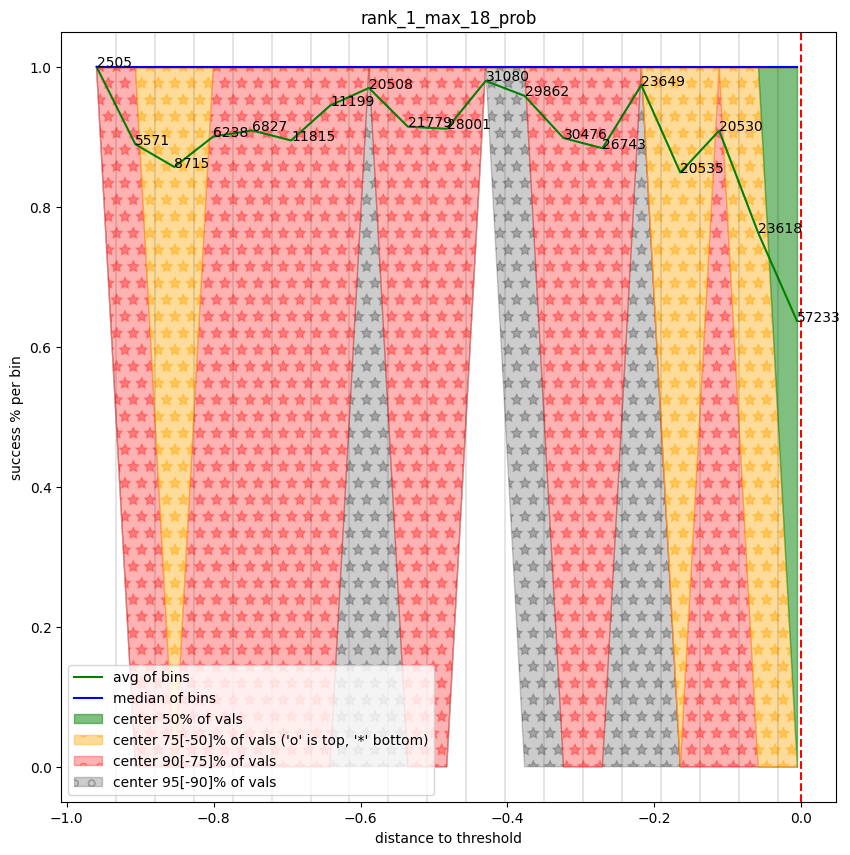 rank_1_max_18_prob
success % per bin
1.0
0.8
0.6
0.4
0.2
0.0
2505
5571
8715
6238
6827
11815
11199
20508
21779
28001
31080
29862
30476
26743
23649
20535
20530
23618
57233
avg of bins
median of bins
center 50% of vals
center 75[-50]% of vals ('o' is top, '*' bottom)
center 90[-75]% of vals
center 95[-90]% of vals
−1.0 −0.8 −0.6 −0.4 −0.2 0.0
distance to threshold